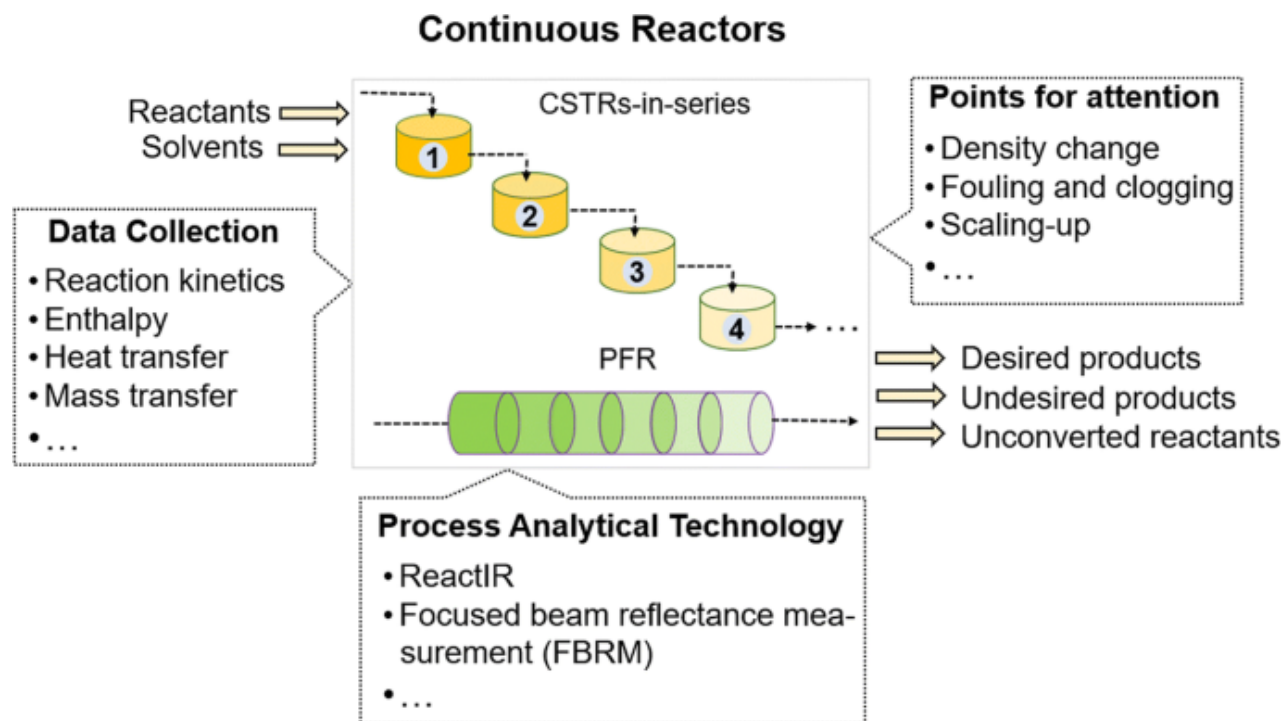 Continuous Reactors
Reactants
Solvents
Data Collection
• Reaction kinetics
• Enthalpy
• Heat transfer
• Mass transfer
• ...
CSTRs-in-series
1
2
3
4
...
PFR
Points for attention
• Density change
• Fouling and clogging
• Scaling-up
• ...
Desired products
Undesired products
Unconverted reactants
Process Analytical Technology
• ReactIR
• Focused beam reflectance mea-
surement (FBRM)
• ...